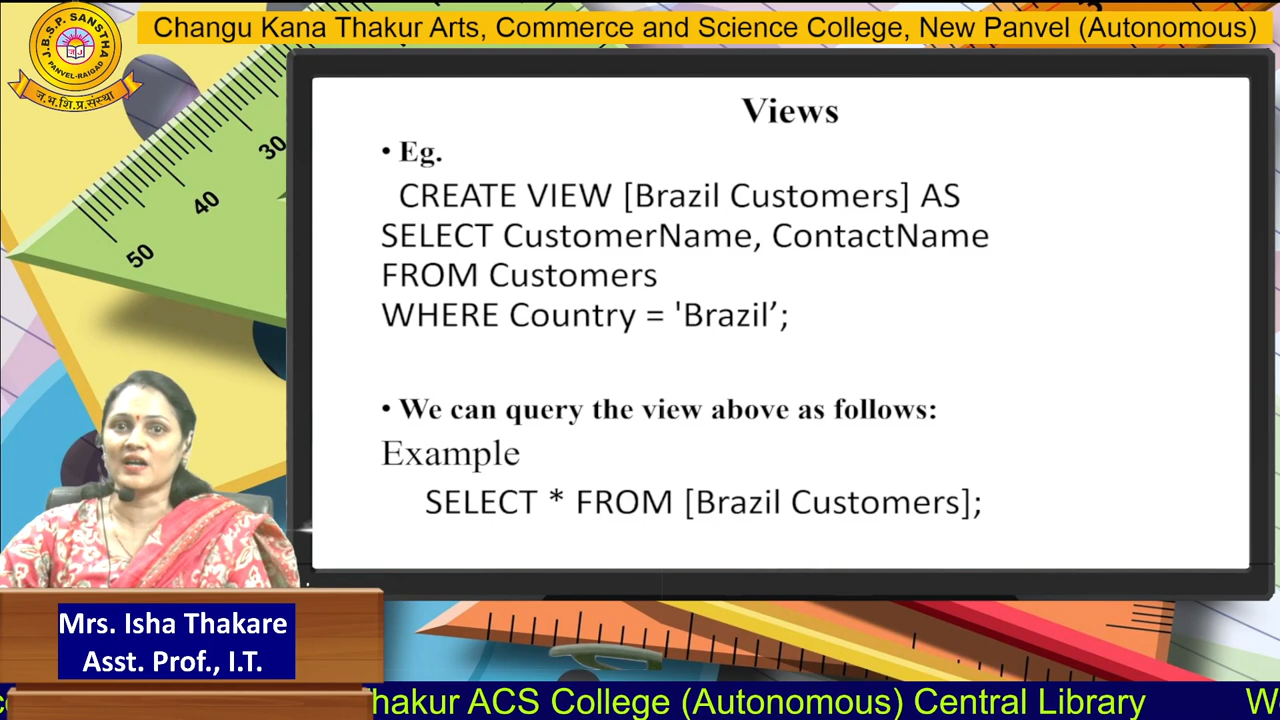 Changu Kana Thakur Arts, Commerce and Science College, New Panvel (Autonomous)
J.B.S.P. SANSTHA
PANVEL-RAIGAD
ज.भ.शि.प्र.संस्था
30
40
50
Views
• Eg.
CREATE VIEW [Brazil Customers] AS
SELECT CustomerName, ContactName
FROM Customers
WHERE Country = 'Brazil’;
• We can query the view above as follows:
Example
SELECT * FROM [Brazil Customers];
Mrs. Isha Thakare
Asst. Prof., I.T.
hakur ACS College (Autonomous) Central Library W